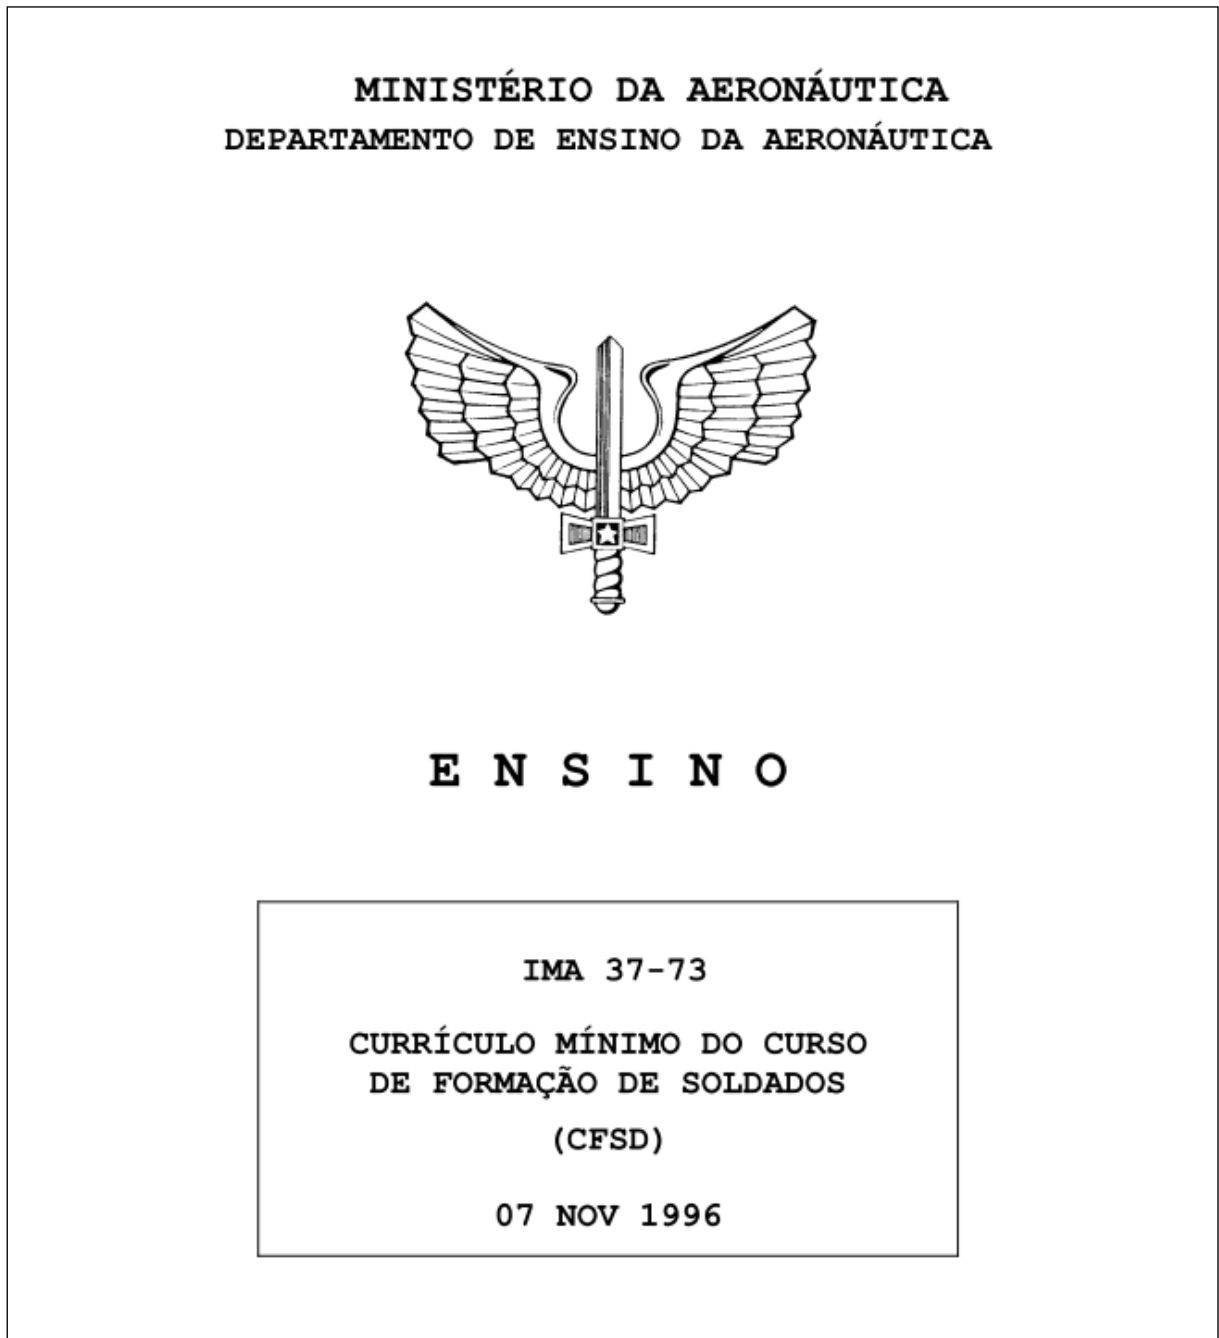 MINISTÉRIO DA AERONÁUTICA
DEPARTAMENTO DE ENSINO DA AERONÁUTICA
E N S I N O
IMA 37-73
CURRÍCULO MÍNIMO DO CURSO
DE FORMAÇÃO DE SOLDADOS
(CFSD)
07 NOV 1996